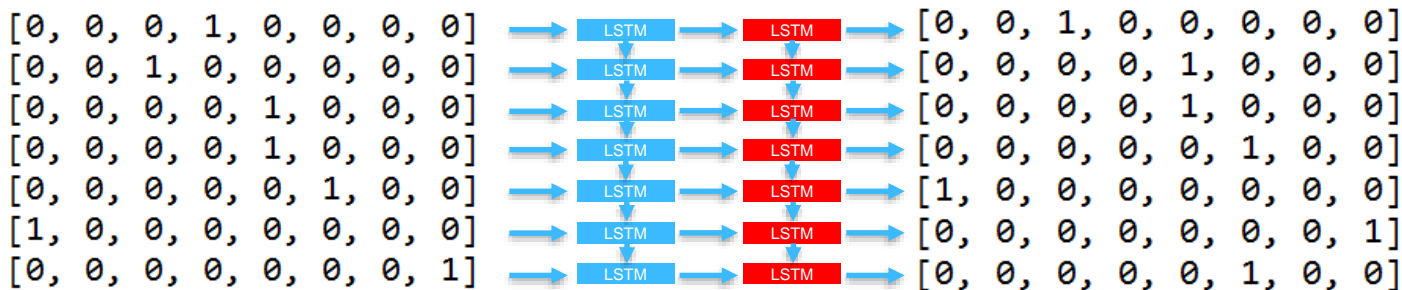 [0, 0, 0, 1, 0, 0, 0, 0] LSTM LSTM [0, 0, 1, 0, 0, 0, 0, 0]
[0, 0, 1, 0, 0, 0, 0, 0] LSTM LSTM [0, 0, 0, 0, 1, 0, 0, 0]
[0, 0, 0, 0, 1, 0, 0, 0] LSTM LSTM [0, 0, 0, 0, 1, 0, 0, 0]
[0, 0, 0, 0, 1, 0, 0, 0] LSTM LSTM [0, 0, 0, 0, 0, 1, 0, 0]
[0, 0, 0, 0, 0, 1, 0, 0] LSTM LSTM [1, 0, 0, 0, 0, 0, 0, 0]
[1, 0, 0, 0, 0, 0, 0, 0] LSTM LSTM [0, 0, 0, 0, 0, 0, 0, 1]
[0, 0, 0, 0, 0, 0, 0, 1] LSTM LSTM [0, 0, 0, 0, 0, 1, 0, 0]